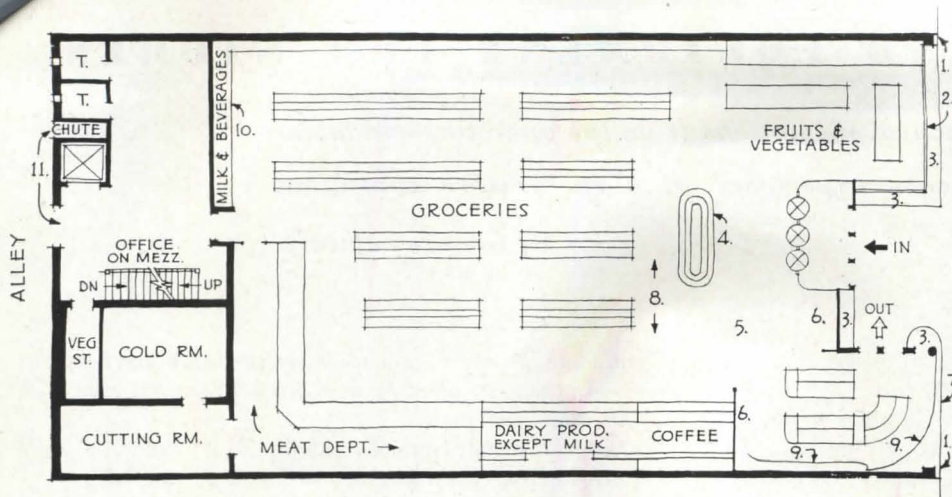 T.
T.
CHUTE
11.
ALLEY
MILK & BEVERAGES
10.
FRUITS &
VEGETABLES
1.
2.
3.
3.
GROCERIES
4.
IN
OFFICE
ON MEZZ.
DN
UP
8.
5.
6.
3.
OUT
3.
VEG
ST.
COLD RM.
CUTTING RM.
MEAT DEPT.
DAIRY PROD.
EXCEPT MILK
COFFEE
6.
9.
9.
1.